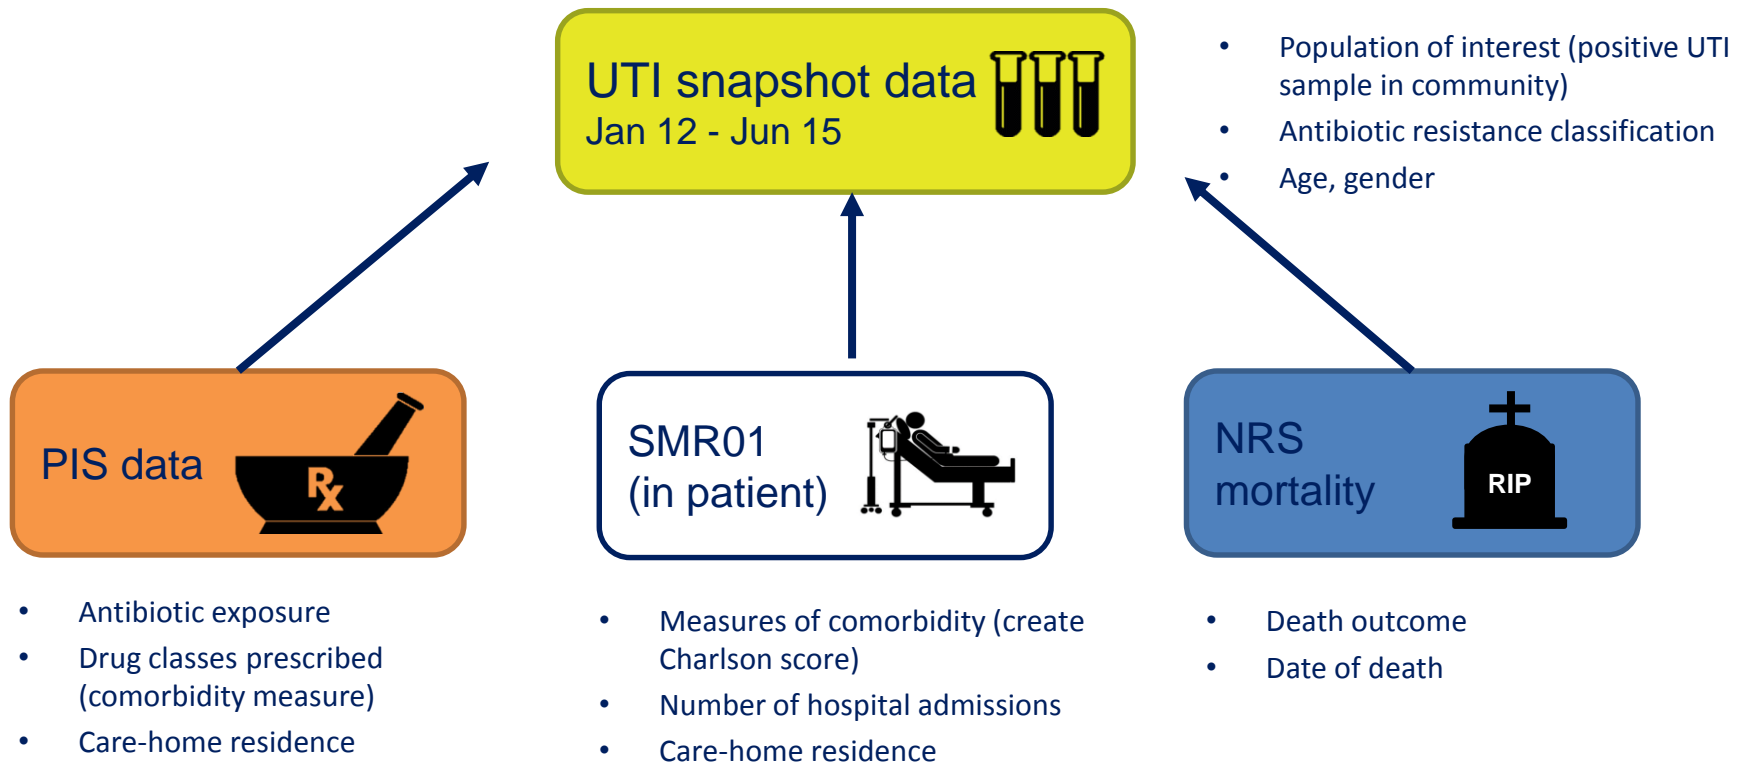 UTI snapshot data
Jan 12 - Jun 15
• Population of interest (positive UTI
sample in community)
• Antibiotic resistance classification
• Age, gender
PIS data
Rx
SMR01
(in patient)
NRS
mortality
RIP
• Antibiotic exposure
• Drug classes prescribed
(comorbidity measure)
• Care-home residence
• Measures of comorbidity (create
Charlson score)
• Number of hospital admissions
• Care-home residence
• Death outcome
• Date of death